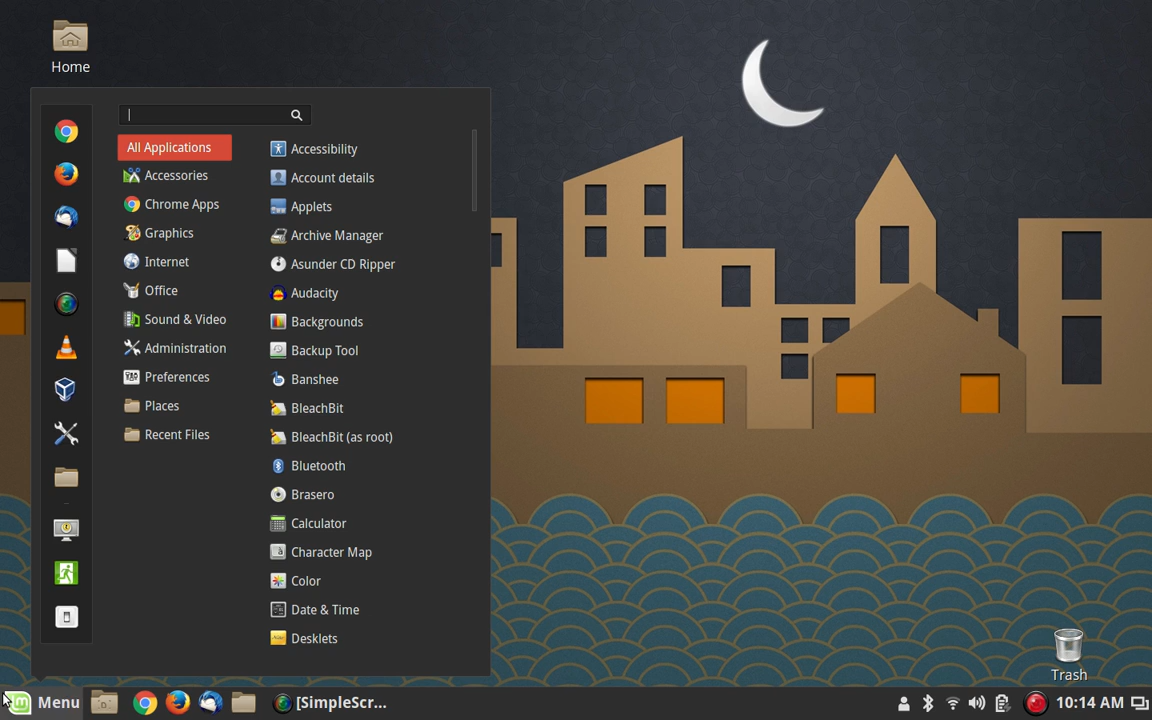 Home
All Applications
Accessories
Chrome Apps
Graphics
Internet
Office
Sound & Video
Administration
Preferences
Places
Recent Files
Accessibility
Account details
Applets
Archive Manager
Asunder CD Ripper
Audacity
Backgrounds
Backup Tool
Banshee
BleachBit
BleachBit (as root)
Bluetooth
Brasero
Calculator
Character Map
Color
Date & Time
Desklets
Trash
Menu
[SimpleScr...
10:14 AM